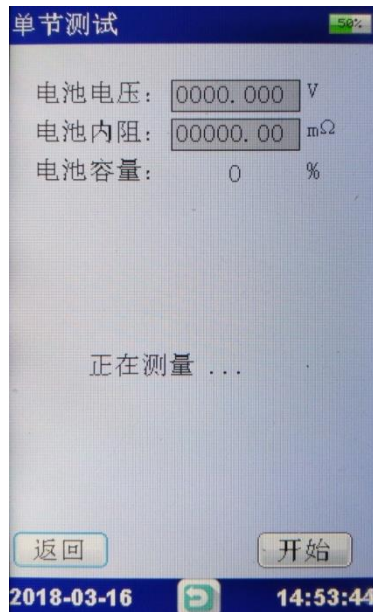 单节测试 50%
电池电压: 0000.000 V
电池内阻: 00000.00 mΩ
电池容量: 0 %
正在测量 ...
返回 开始
2018-03-16 14:53:44